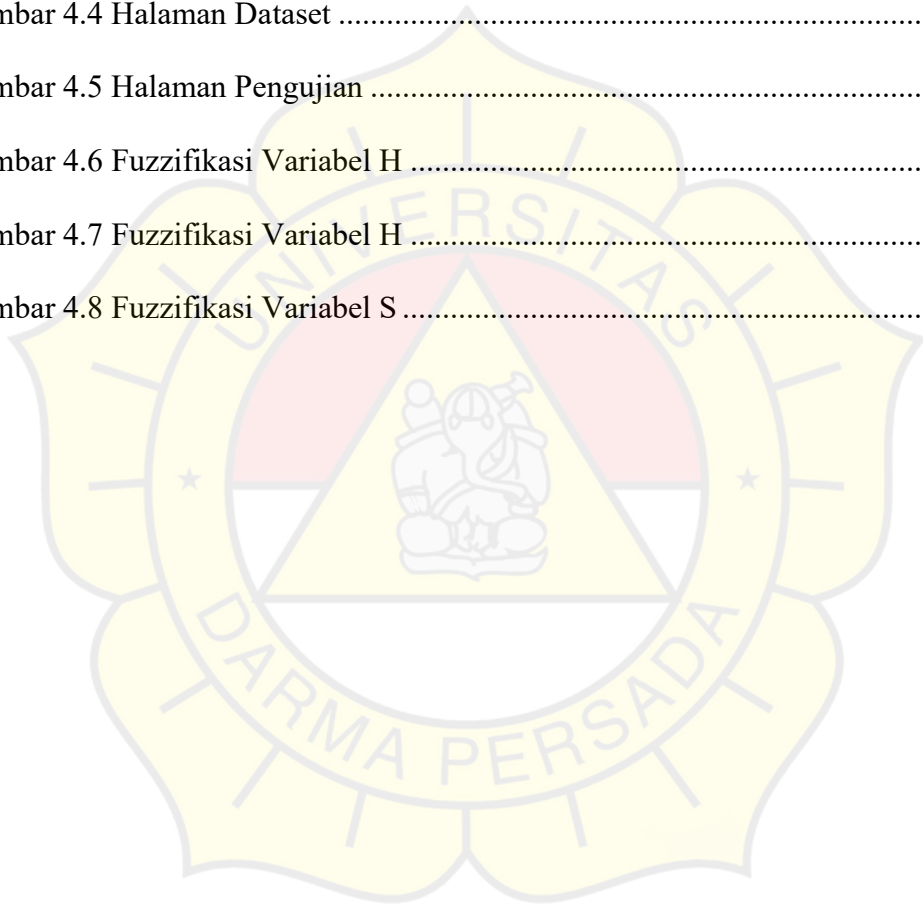 mbar 4.4 Halaman Dataset ........................................................................
mbar 4.5 Halaman Pengujian ....................................................................
mbar 4.6 Fuzzifikasi Variabel H ...............................................................
mbar 4.7 Fuzzifikasi Variabel H ...............................................................
mbar 4.8 Fuzzifikasi Variabel S ................................................................
UNIVERSITAS
DARMA PERSADA